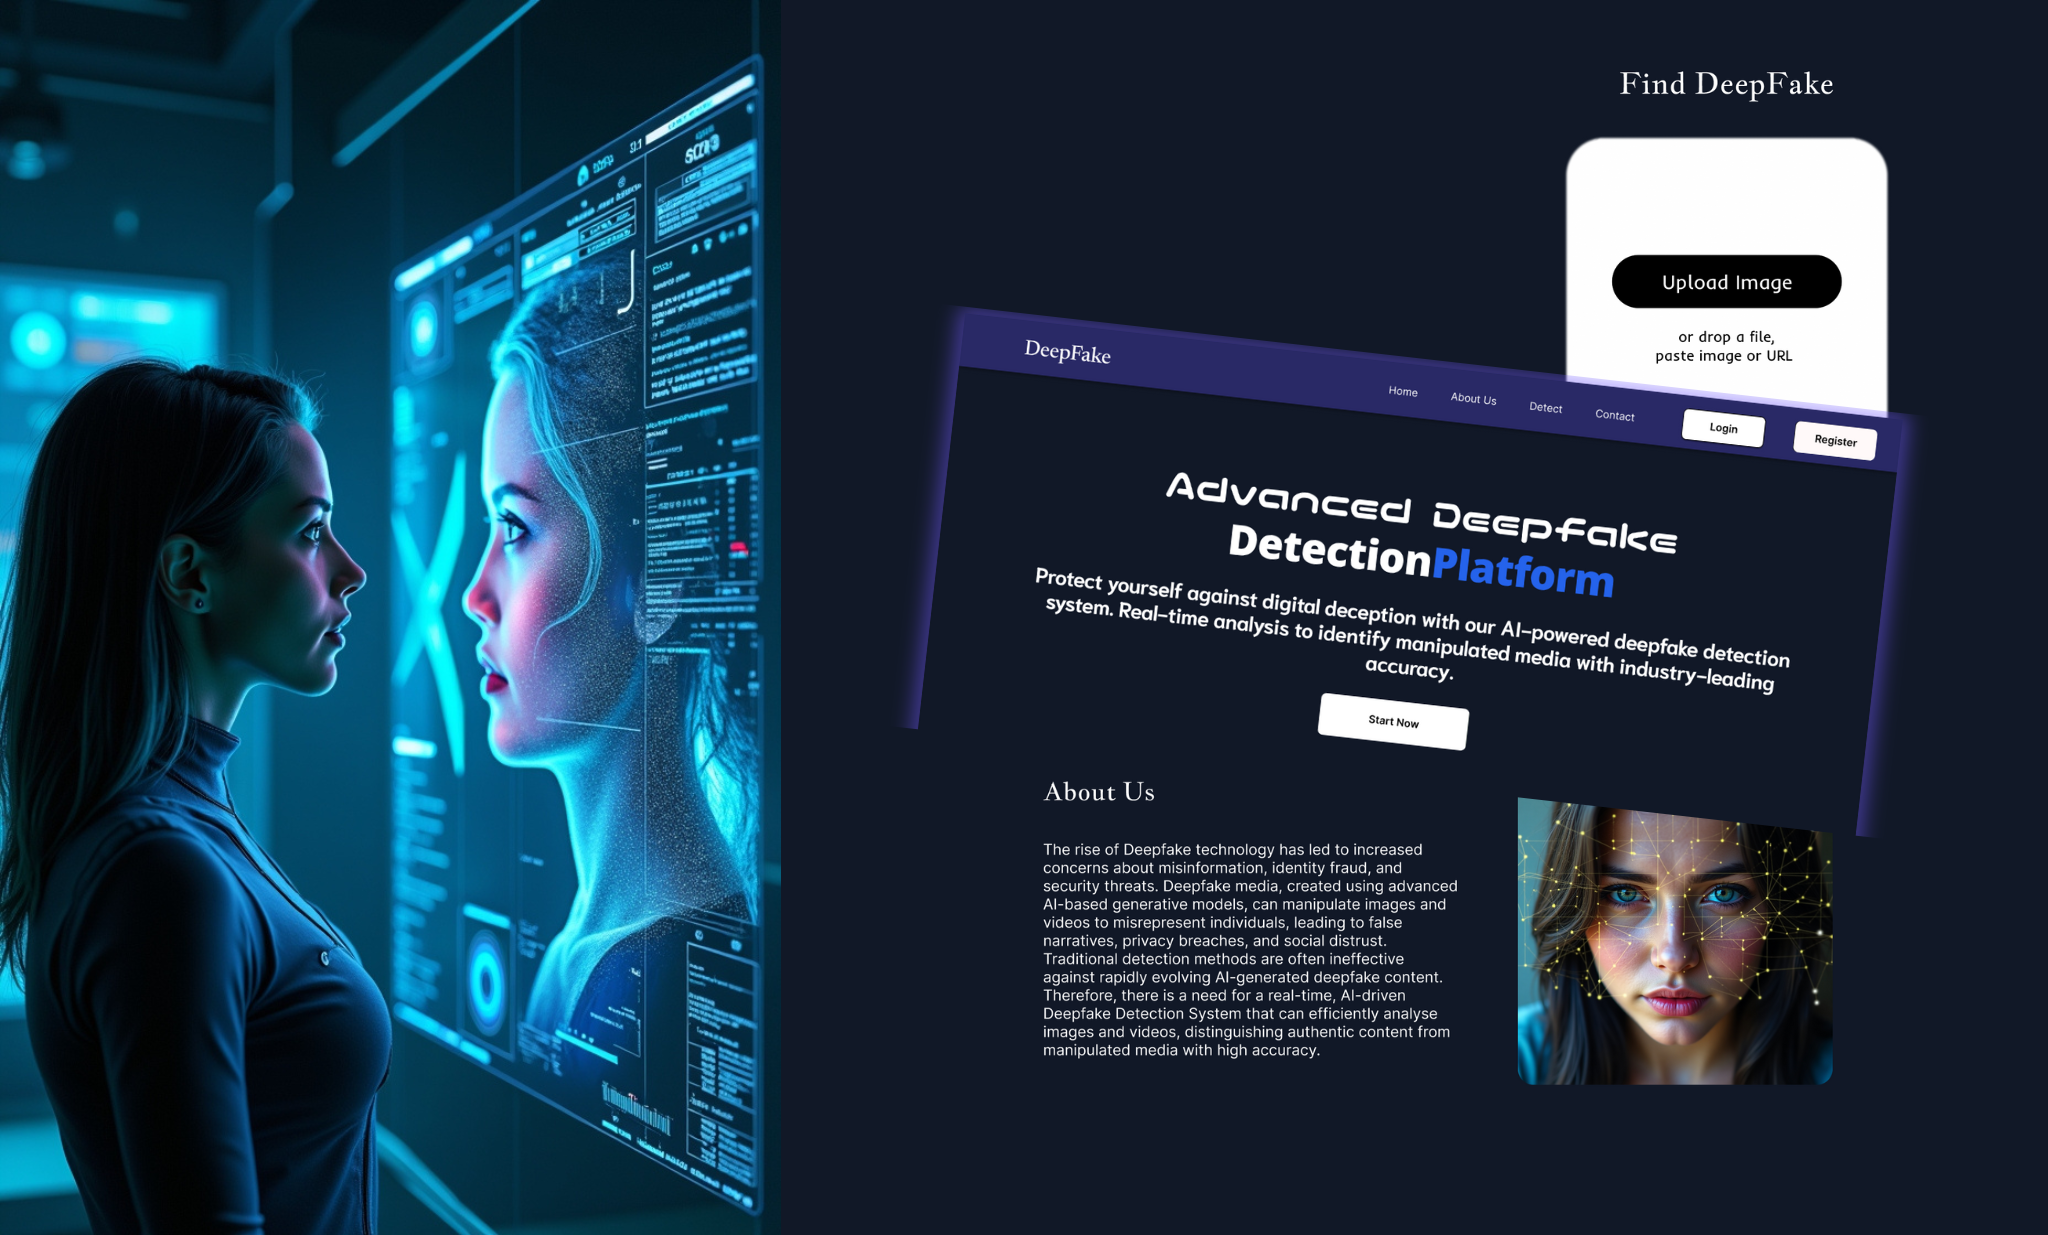 Find DeepFake
Upload Image
or drop a file,
paste image or URL
DeepFake
Home
About Us
Detect
Contact
Login
Register
Advanced Deepfake
DetectionPlatform
Protect yourself against digital deception with our AI-powered deepfake detection
system. Real-time analysis to identify manipulated media with industry-leading
accuracy.
Start Now
About Us
The rise of Deepfake technology has led to increased
concerns about misinformation, identity fraud, and
security threats. Deepfake media, created using advanced
AI-based generative models, can manipulate images and
videos to misrepresent individuals, leading to false
narratives, privacy breaches, and social distrust.
Traditional detection methods are often ineffective
against rapidly evolving AI-generated deepfake content.
Therefore, there is a need for a real-time, AI-driven
Deepfake Detection System that can efficiently analyse
images and videos, distinguishing authentic content from
manipulated media with high accuracy.